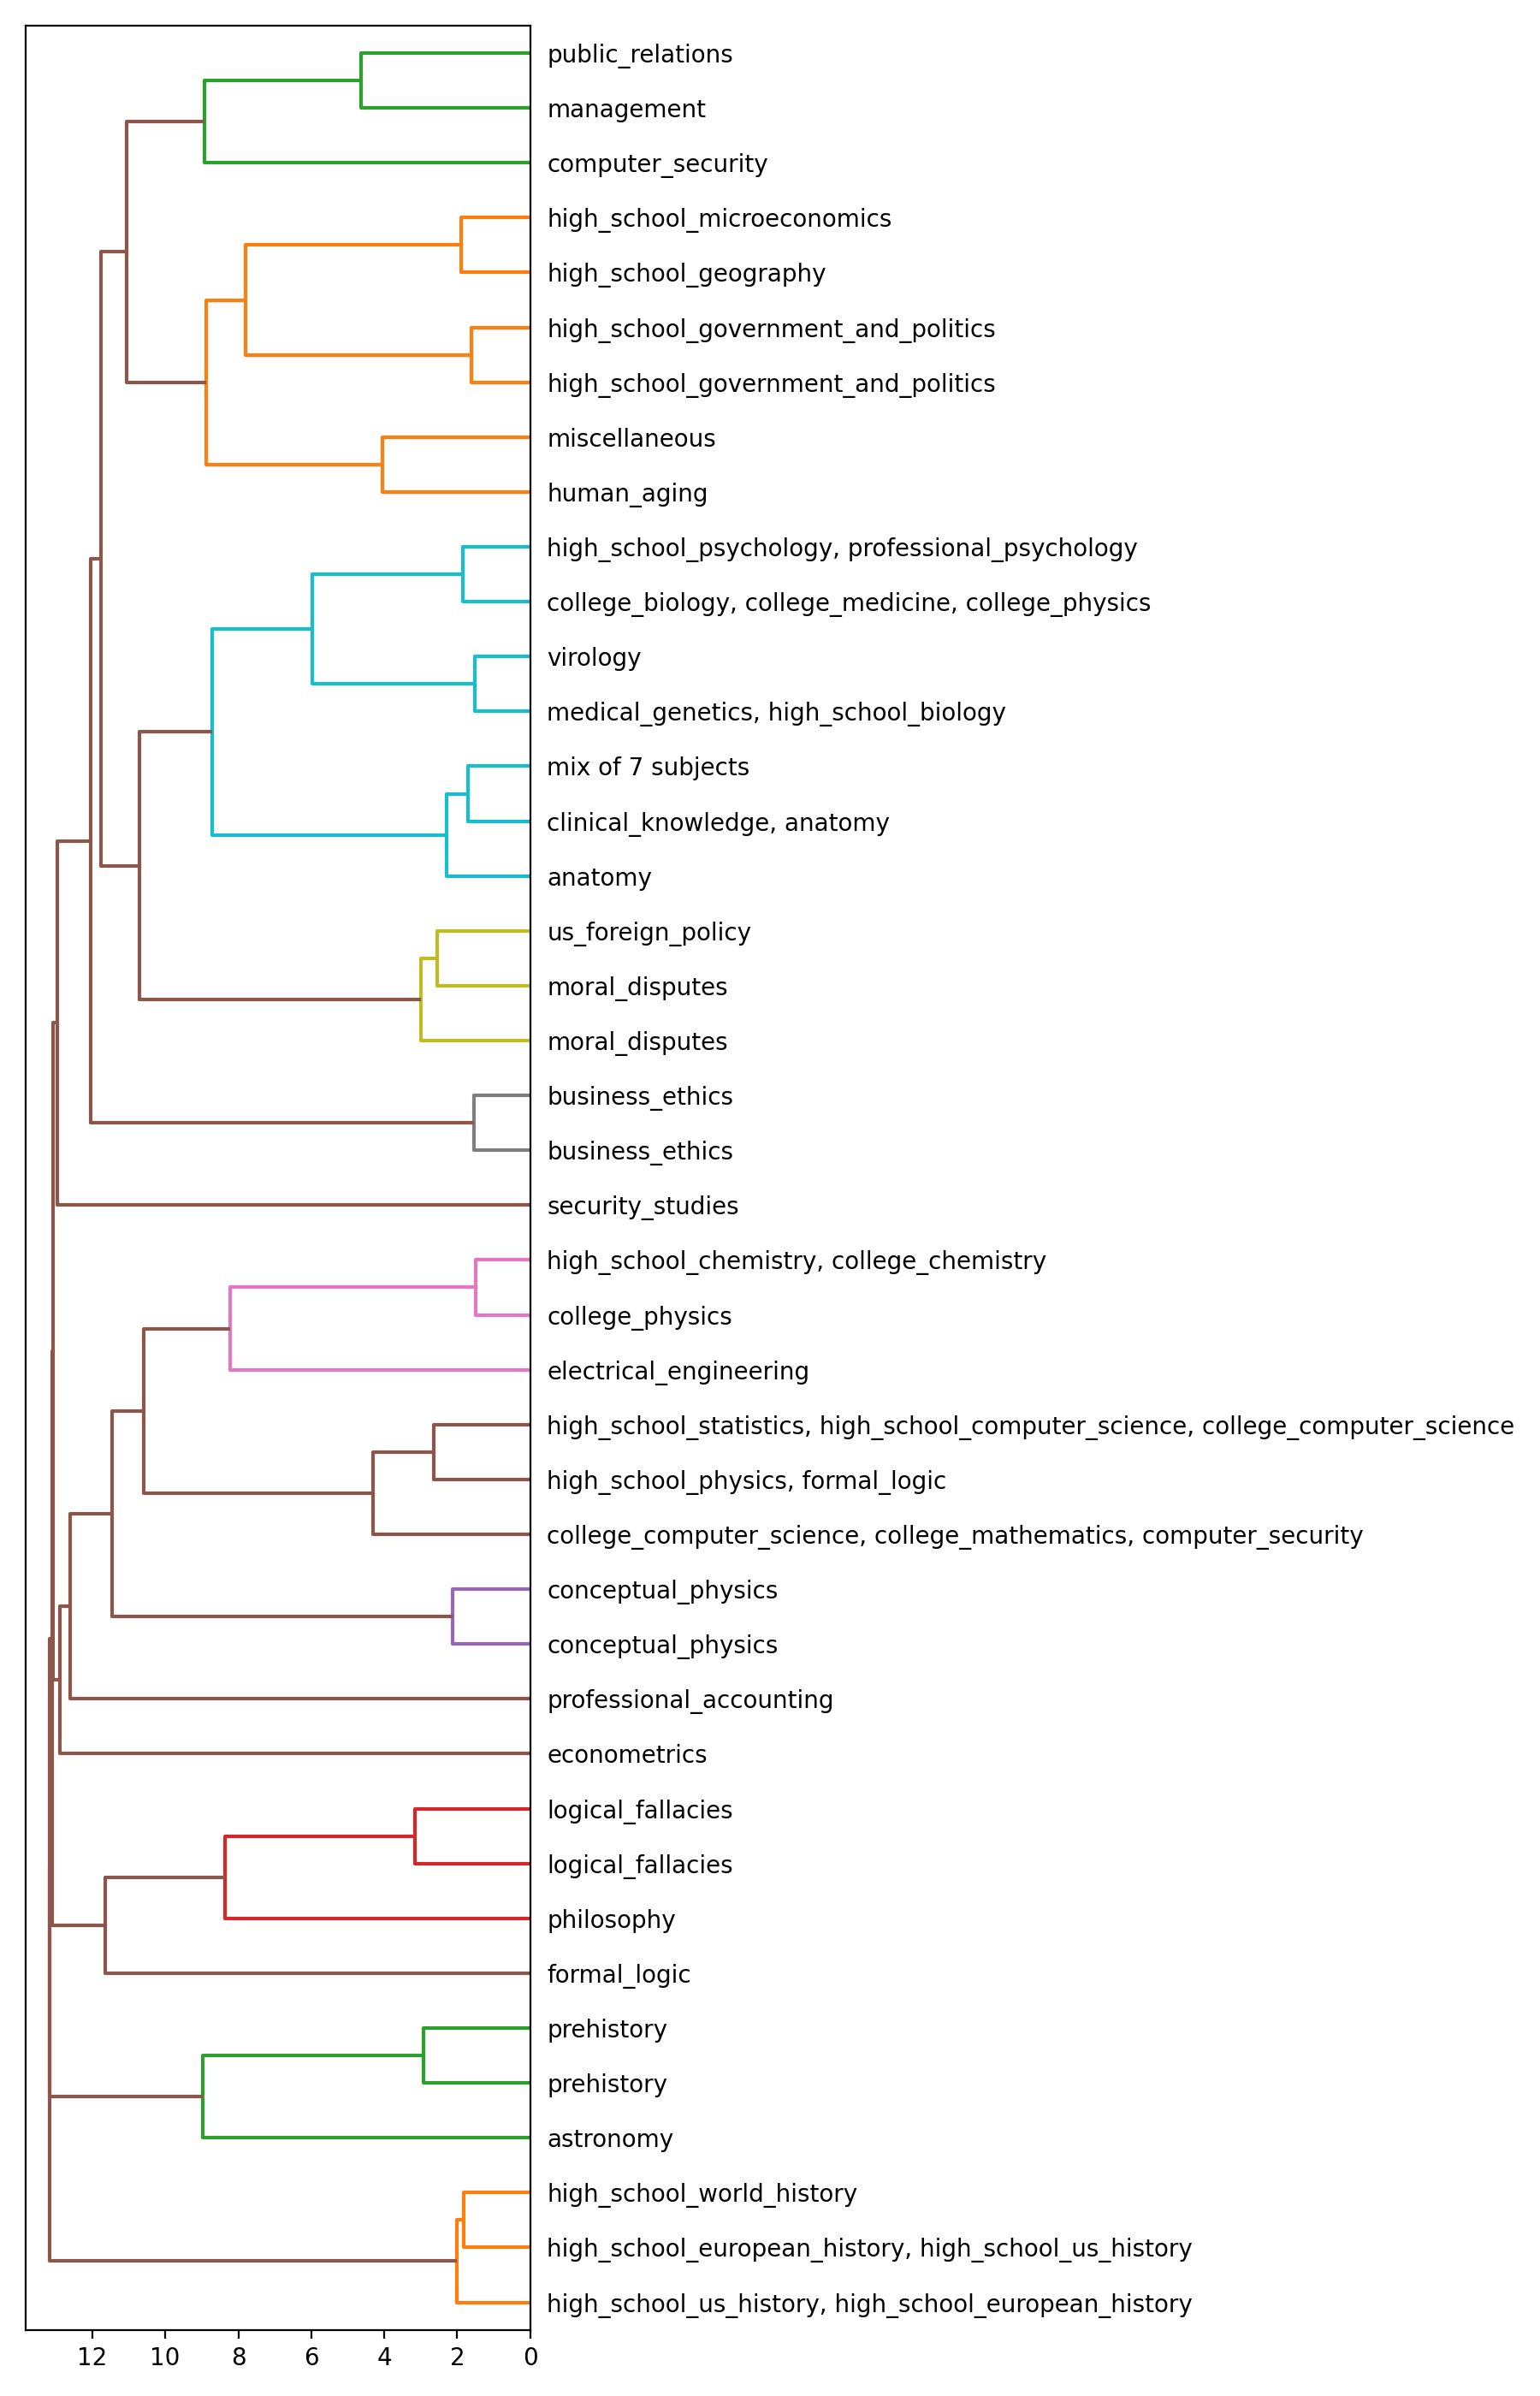 public_relations
management
computer_security
high_school_microeconomics
high_school_geography
high_school_government_and_politics
high_school_government_and_politics
miscellaneous
human_aging
high_school_psychology, professional_psychology
college_biology, college_medicine, college_physics
virology
medical_genetics, high_school_biology
mix of 7 subjects
clinical_knowledge, anatomy
anatomy
us_foreign_policy
moral_disputes
moral_disputes
business_ethics
business_ethics
security_studies
high_school_chemistry, college_chemistry
college_physics
electrical_engineering
high_school_statistics, high_school_computer_science, college_computer_science
high_school_physics, formal_logic
college_computer_science, college_mathematics, computer_security
conceptual_physics
conceptual_physics
professional_accounting
econometrics
logical_fallacies
logical_fallacies
philosophy
formal_logic
prehistory
prehistory
astronomy
high_school_world_history
high_school_european_history, high_school_us_history
high_school_us_history, high_school_european_history
12 10 8 6 4 2 0